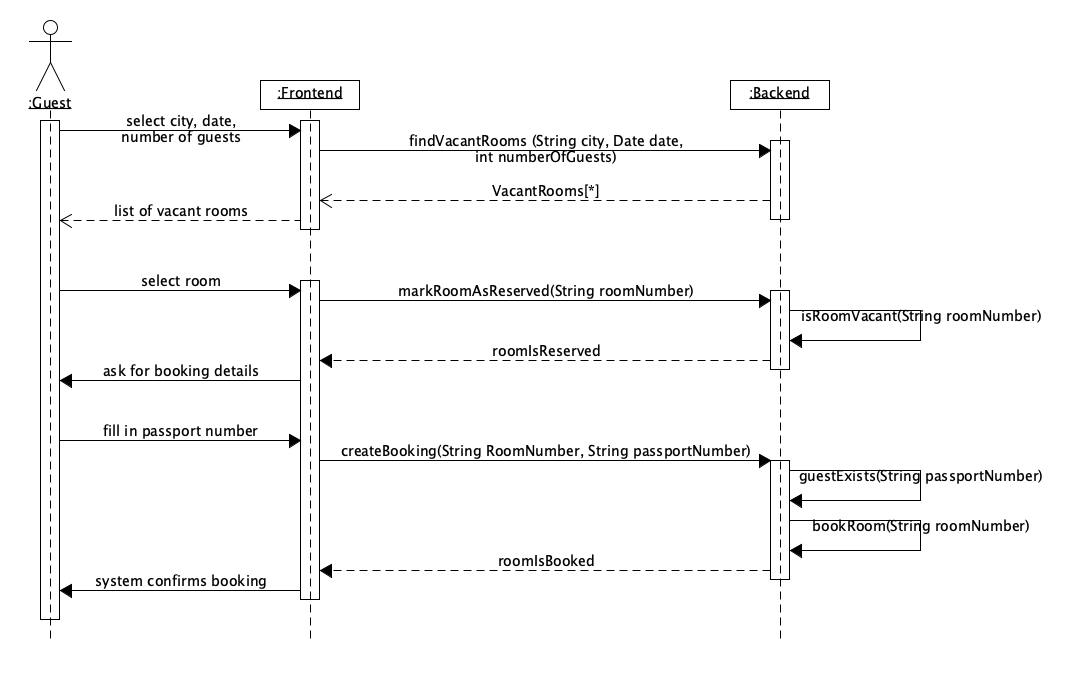 :Guest
:Frontend
:Backend
select city, date,
number of guests
findVacantRooms (String city, Date date,
int numberOfGuests)
VacantRooms[*]
list of vacant rooms
select room
markRoomAsReserved(String roomNumber)
isRoomVacant(String roomNumber)
roomIsReserved
ask for booking details
fill in passport number
createBooking(String RoomNumber, String passportNumber)
guestExists(String passportNumber)
bookRoom(String roomNumber)
roomIsBooked
system confirms booking